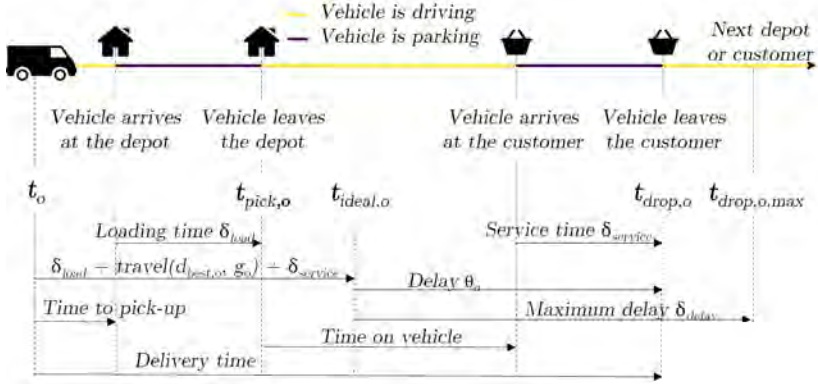 Vehicle is driving
Vehicle is parking
Next depot
or customer
Vehicle arrives
at the depot
Vehicle leaves
the depot
Vehicle arrives
at the customer
Vehicle leaves
the customer
t_o
t_pick,o
t_ideal,o
t_drop,o
t_drop,o,max
Loading time δ_load
Service time δ_service
δ_load + travel(d_best,o, g_o) + δ_service
Delay θ_o
Time to pick-up
Maximum delay δ_delay
Time on vehicle
Delivery time